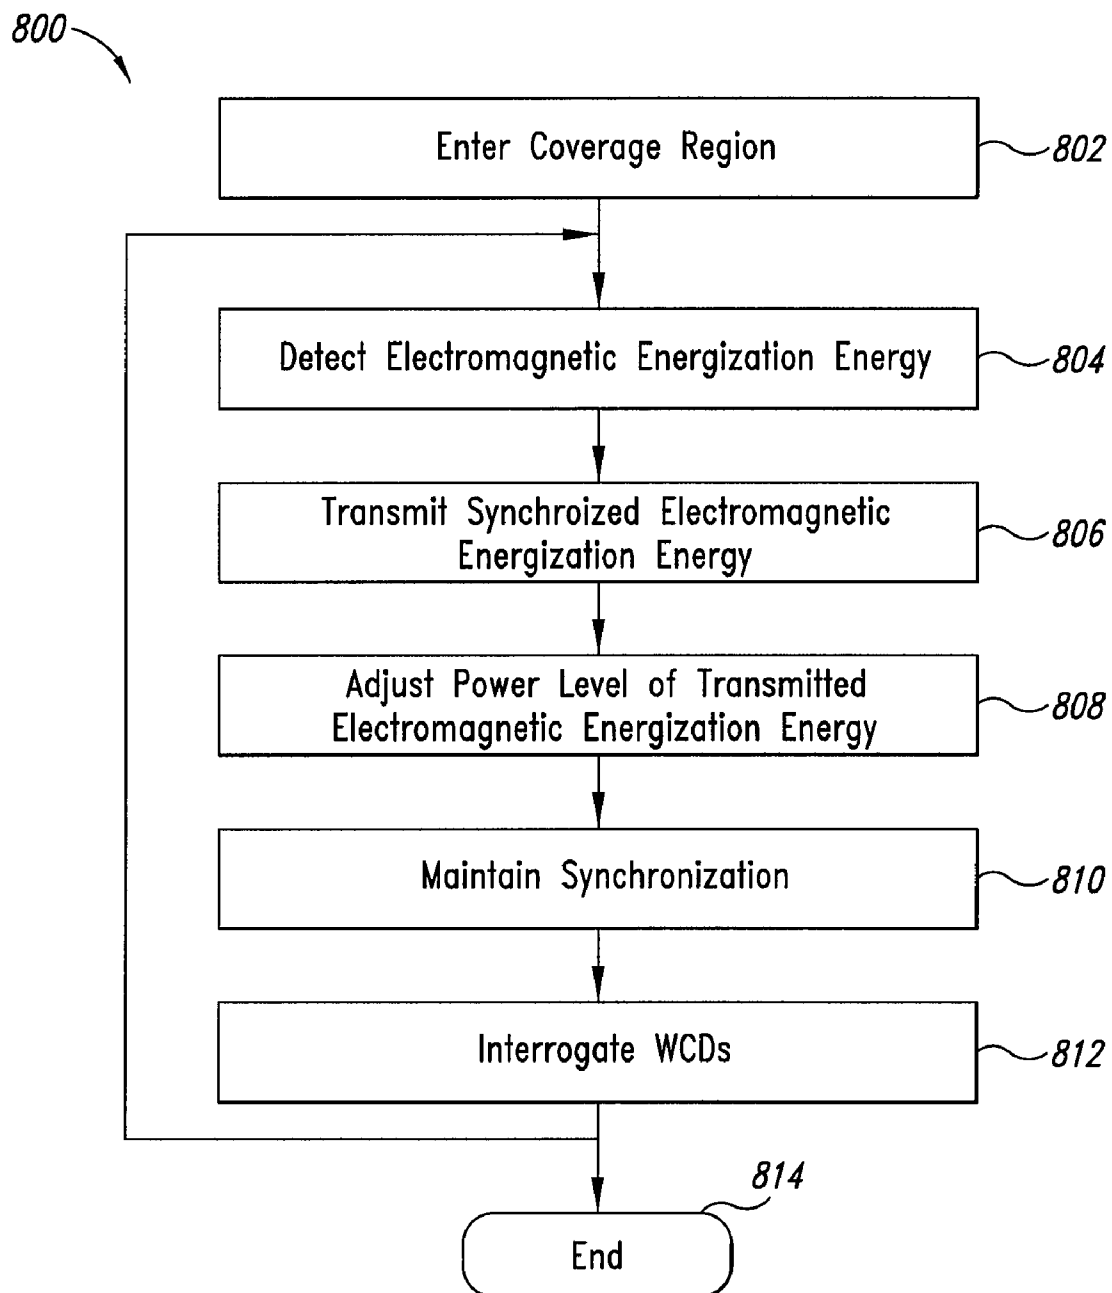 800
Enter Coverage Region
802
Detect Electromagnetic Energization Energy
804
Transmit Synchroized Electromagnetic
Energization Energy
806
Adjust Power Level of Transmitted
Electromagnetic Energization Energy
808
Maintain Synchronization
810
Interrogate WCDs
812
814
End